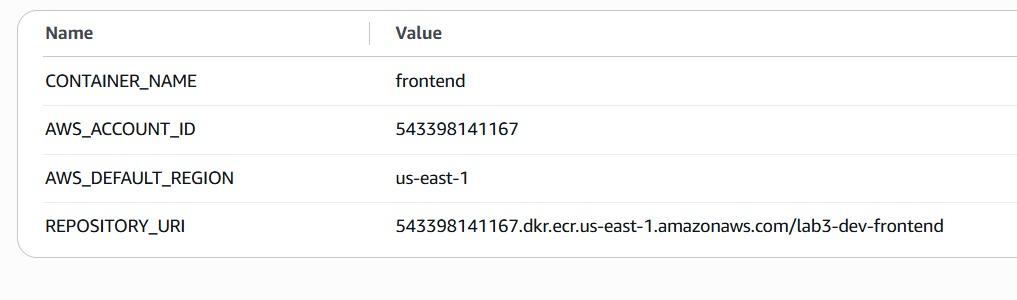 Name Value
CONTAINER_NAME frontend
AWS_ACCOUNT_ID 543398141167
AWS_DEFAULT_REGION us-east-1
REPOSITORY_URI 543398141167.dkr.ecr.us-east-1.amazonaws.com/lab3-dev-frontend